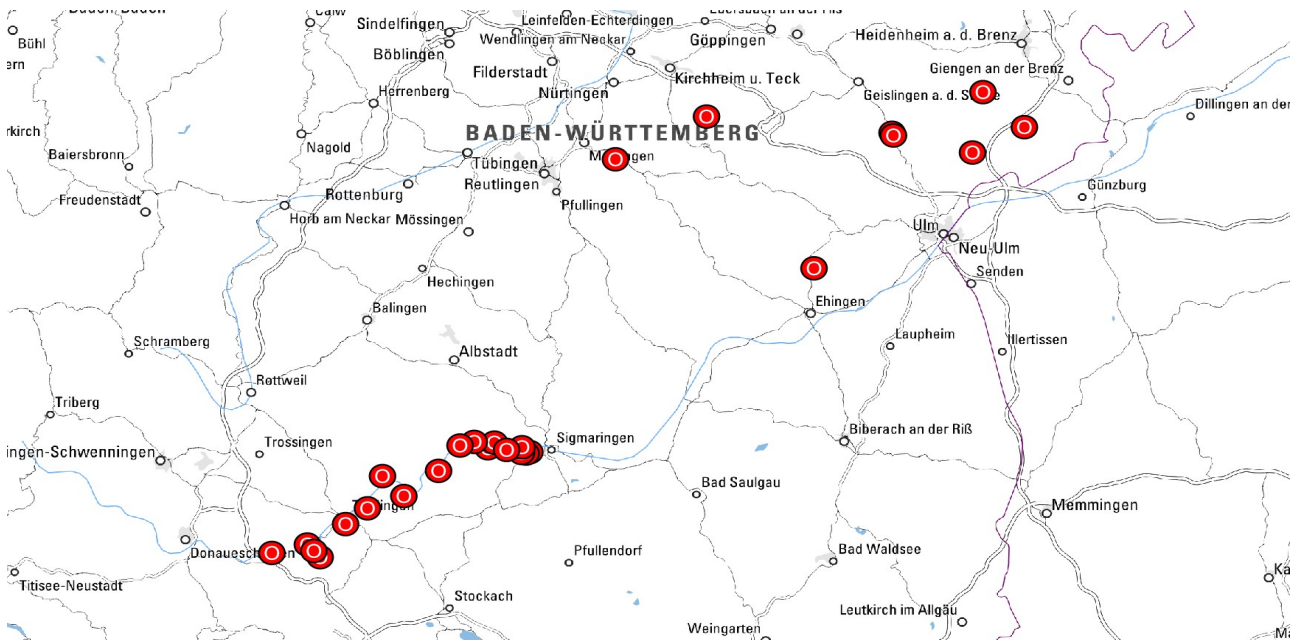 Sindelfingen
Leinfelden-Echterdingen
Bühl
Böblingen
Wendlingen am Neckar
Göppingen
Heidenheim a. d. Brenz
Filderstadt
Kirchheim u. Teck
Giengen an der Brenz
Herrenberg
Nürtingen
Geislingen a. d.
Dillingen an der
BADEN-WÜRTTEMBERG
Nagold
Baiersbronn
Tübingen
Reutlingen
Rottenburg
Freudenstadt
Pfullingen
Günzburg
Horb am Neckar
Mössingen
Ulm
Neu-Ulm
Senden
Hechingen
Balingen
Ehingen
Schramberg
Albstadt
Laupheim
Illertissen
Rottweil
Triberg
Trossingen
Sigmaringen
Biberach an der Riß
ingen-Schwenningen
Bad Saulgau
Memmingen
Pfullendorf
Bad Waldsee
Titisee-Neustadt
Stockach
Leutkirch im Allgäu
Weingarten